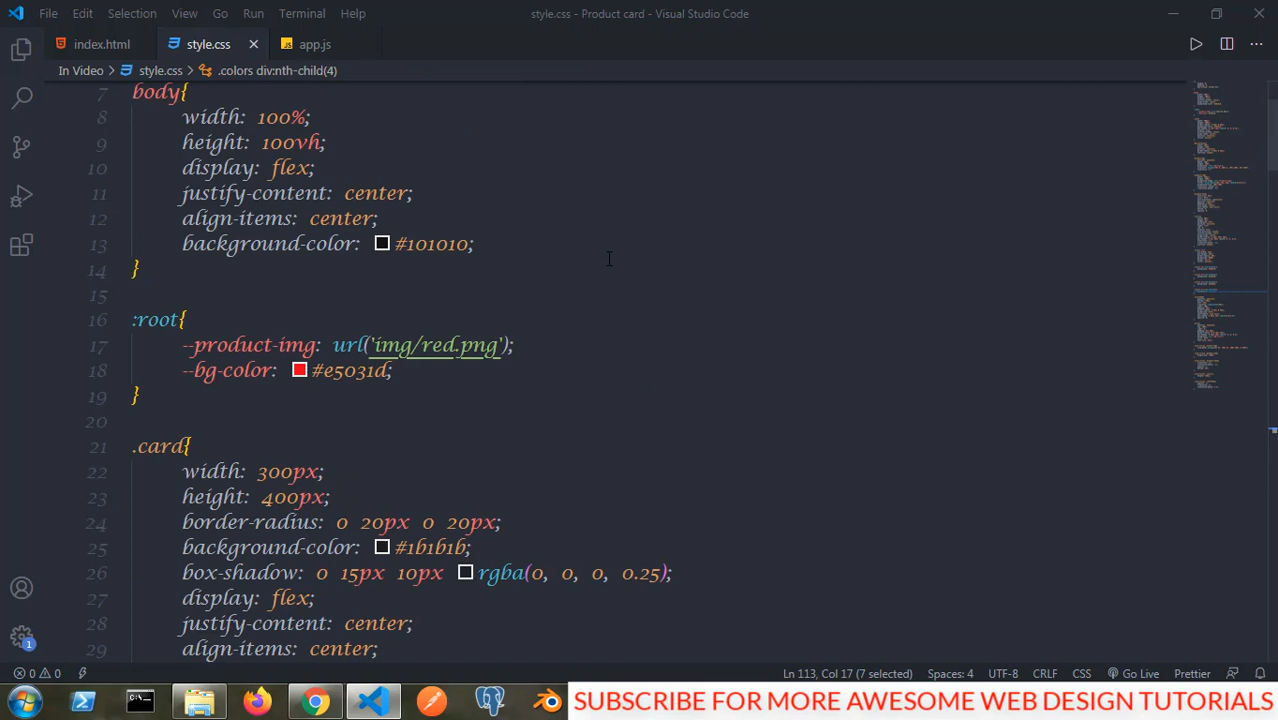 File Edit Selection View Go Run Terminal Help
style.css - Product card - Visual Studio Code
index.html
style.css
app.js
In Video > style.css > .colors div:nth-child(4)
7 body{
8 width: 100%;
9 height: 100vh;
10 display: flex;
11 justify-content: center;
12 align-items: center;
13 background-color: #101010;
14 }
15
16 :root{
17 --product-img: url('img/red.png');
18 --bg-color: #e5031d;
19 }
20
21 .card{
22 width: 300px;
23 height: 400px;
24 border-radius: 0 20px 0 20px;
25 background-color: #1b1b1b;
26 box-shadow: 0 15px 10px rgba(0, 0, 0, 0.25);
27 display: flex;
28 justify-content: center;
29 align-items: center;
1
0 0 Ln 113, Col 17 (7 selected) Spaces: 4 UTF-8 CRLF CSS Go Live Prettier
SUBSCRIBE FOR MORE AWESOME WEB DESIGN TUTORIALS